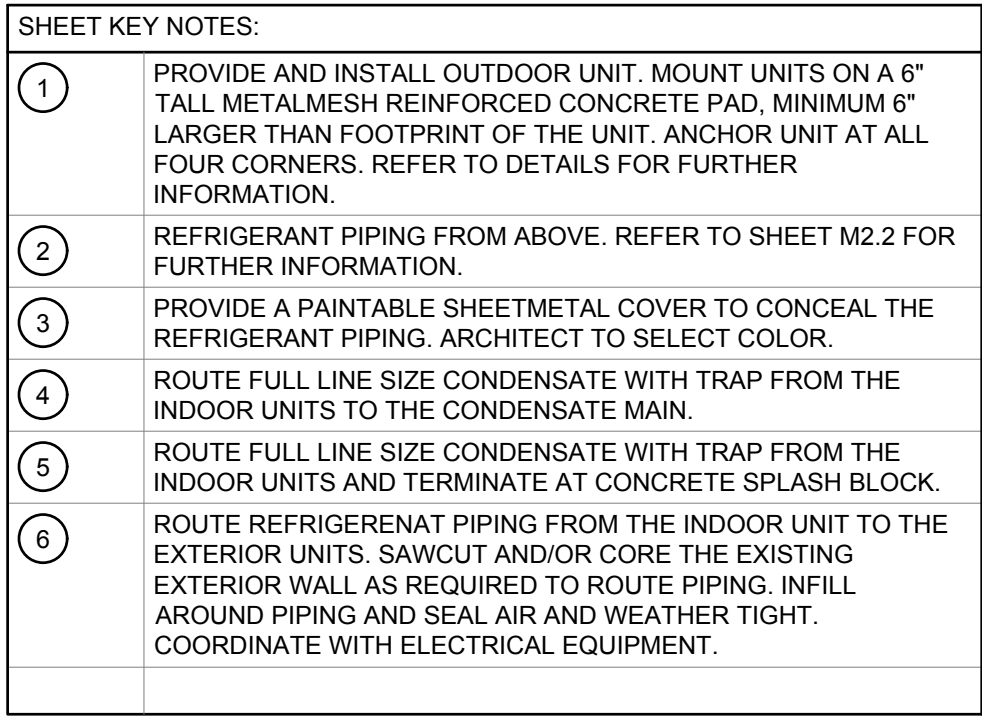 SHEET KEY NOTES:
1
PROVIDE AND INSTALL OUTDOOR UNIT. MOUNT UNITS ON A 6"
TALL METALMESH REINFORCED CONCRETE PAD, MINIMUM 6"
LARGER THAN FOOTPRINT OF THE UNIT. ANCHOR UNIT AT ALL
FOUR CORNERS. REFER TO DETAILS FOR FURTHER
INFORMATION.
2
REFRIGERANT PIPING FROM ABOVE. REFER TO SHEET M2.2 FOR
FURTHER INFORMATION.
3
PROVIDE A PAINTABLE SHEETMETAL COVER TO CONCEAL THE
REFRIGERANT PIPING. ARCHITECT TO SELECT COLOR.
4
ROUTE FULL LINE SIZE CONDENSATE WITH TRAP FROM THE
INDOOR UNITS TO THE CONDENSATE MAIN.
5
ROUTE FULL LINE SIZE CONDENSATE WITH TRAP FROM THE
INDOOR UNITS AND TERMINATE AT CONCRETE SPLASH BLOCK.
6
ROUTE REFRIGERENAT PIPING FROM THE INDOOR UNIT TO THE
EXTERIOR UNITS. SAWCUT AND/OR CORE THE EXISTING
EXTERIOR WALL AS REQUIRED TO ROUTE PIPING. INFILL
AROUND PIPING AND SEAL AIR AND WEATHER TIGHT.
COORDINATE WITH ELECTRICAL EQUIPMENT.